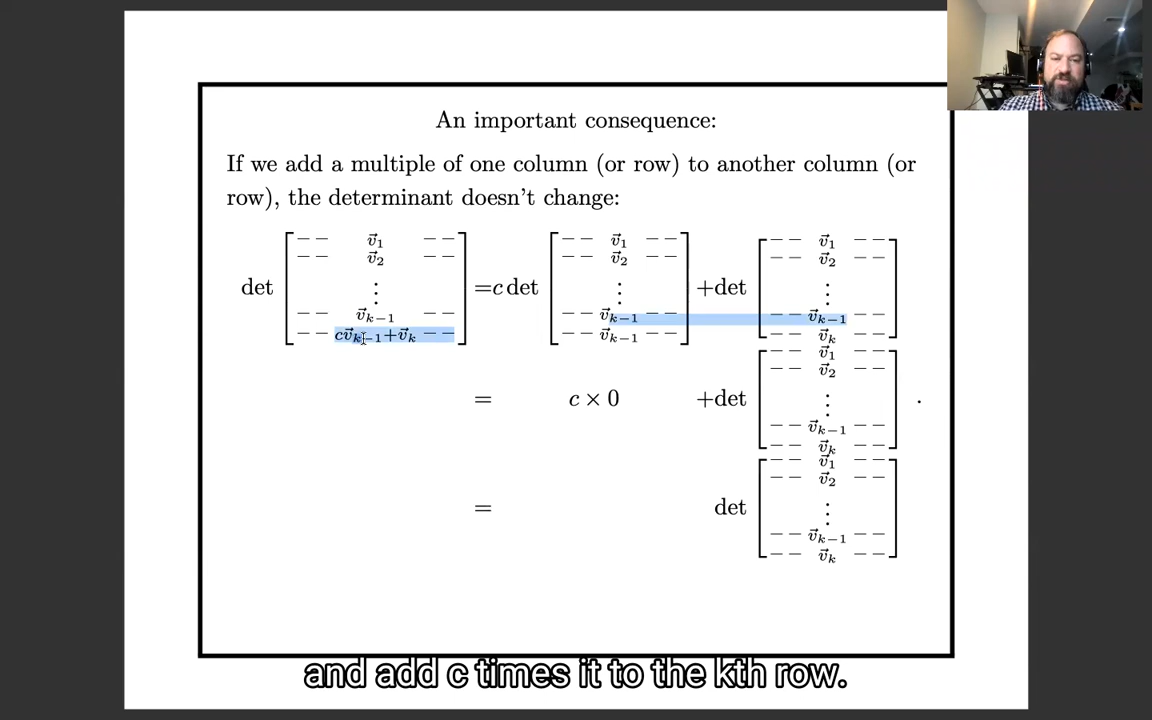 An important consequence:
If we add a multiple of one column (or row) to another column (or
row), the determinant doesn't change:
det [ −− v⃗₁ −− ; −− v⃗₂ −− ; ⋮ ; −− v⃗ₖ₋₁ −− ; −− cv⃗ₖ₋₁+v⃗ₖ −− ] =c det [ −− v⃗₁ −− ; −− v⃗₂ −− ; ⋮ ; −− v⃗ₖ₋₁ −− ; −− v⃗ₖ₋₁ −− ] +det [ −− v⃗₁ −− ; −− v⃗₂ −− ; ⋮ ; −− v⃗ₖ₋₁ −− ; −− v⃗ₖ −− ]
= c × 0 +det [ −− v⃗₁ −− ; −− v⃗₂ −− ; ⋮ ; −− v⃗ₖ₋₁ −− ; −− v⃗ₖ −− ] .
= det [ −− v⃗₁ −− ; −− v⃗₂ −− ; ⋮ ; −− v⃗ₖ₋₁ −− ; −− v⃗ₖ −− ]
and add c times it to the kth row.